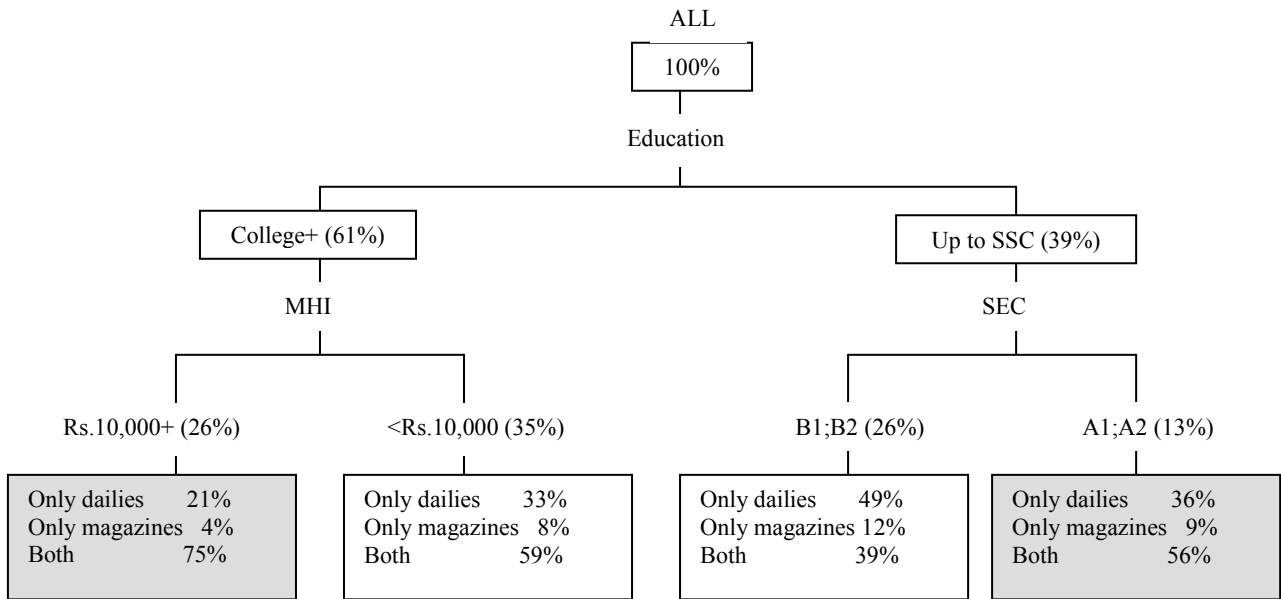 ALL
100%
Education
College+ (61%)
Up to SSC (39%)
MHI
SEC
Rs.10,000+ (26%)
<Rs.10,000 (35%)
B1;B2 (26%)
A1;A2 (13%)
Only dailies 21%
Only magazines 4%
Both 75%
Only dailies 33%
Only magazines 8%
Both 59%
Only dailies 49%
Only magazines 12%
Both 39%
Only dailies 36%
Only magazines 9%
Both 56%